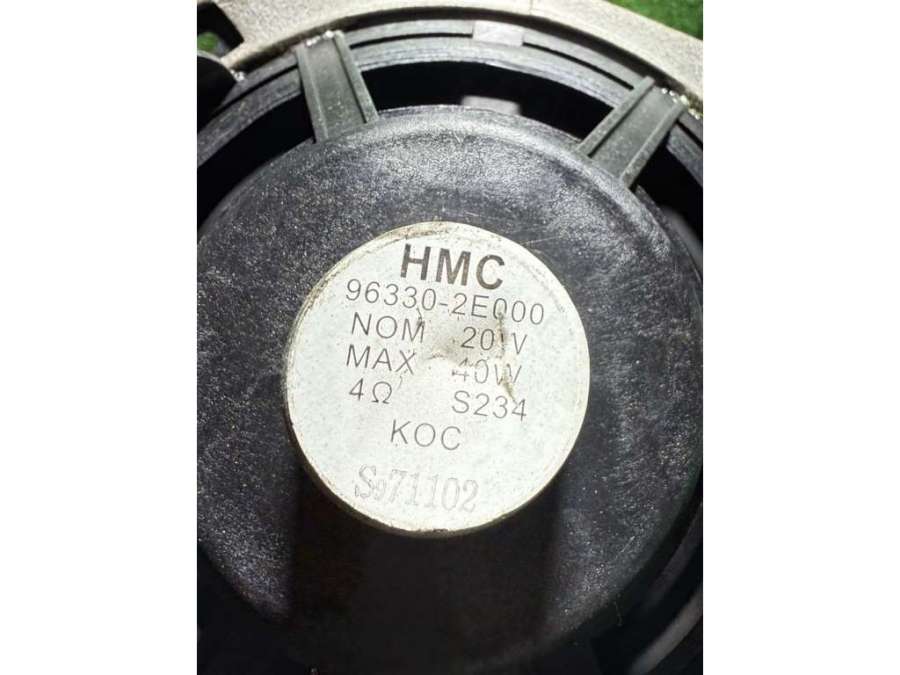 HMC
96330-2E000
NOM 20W
MAX 40W
4Ω S234
KOC
S971102